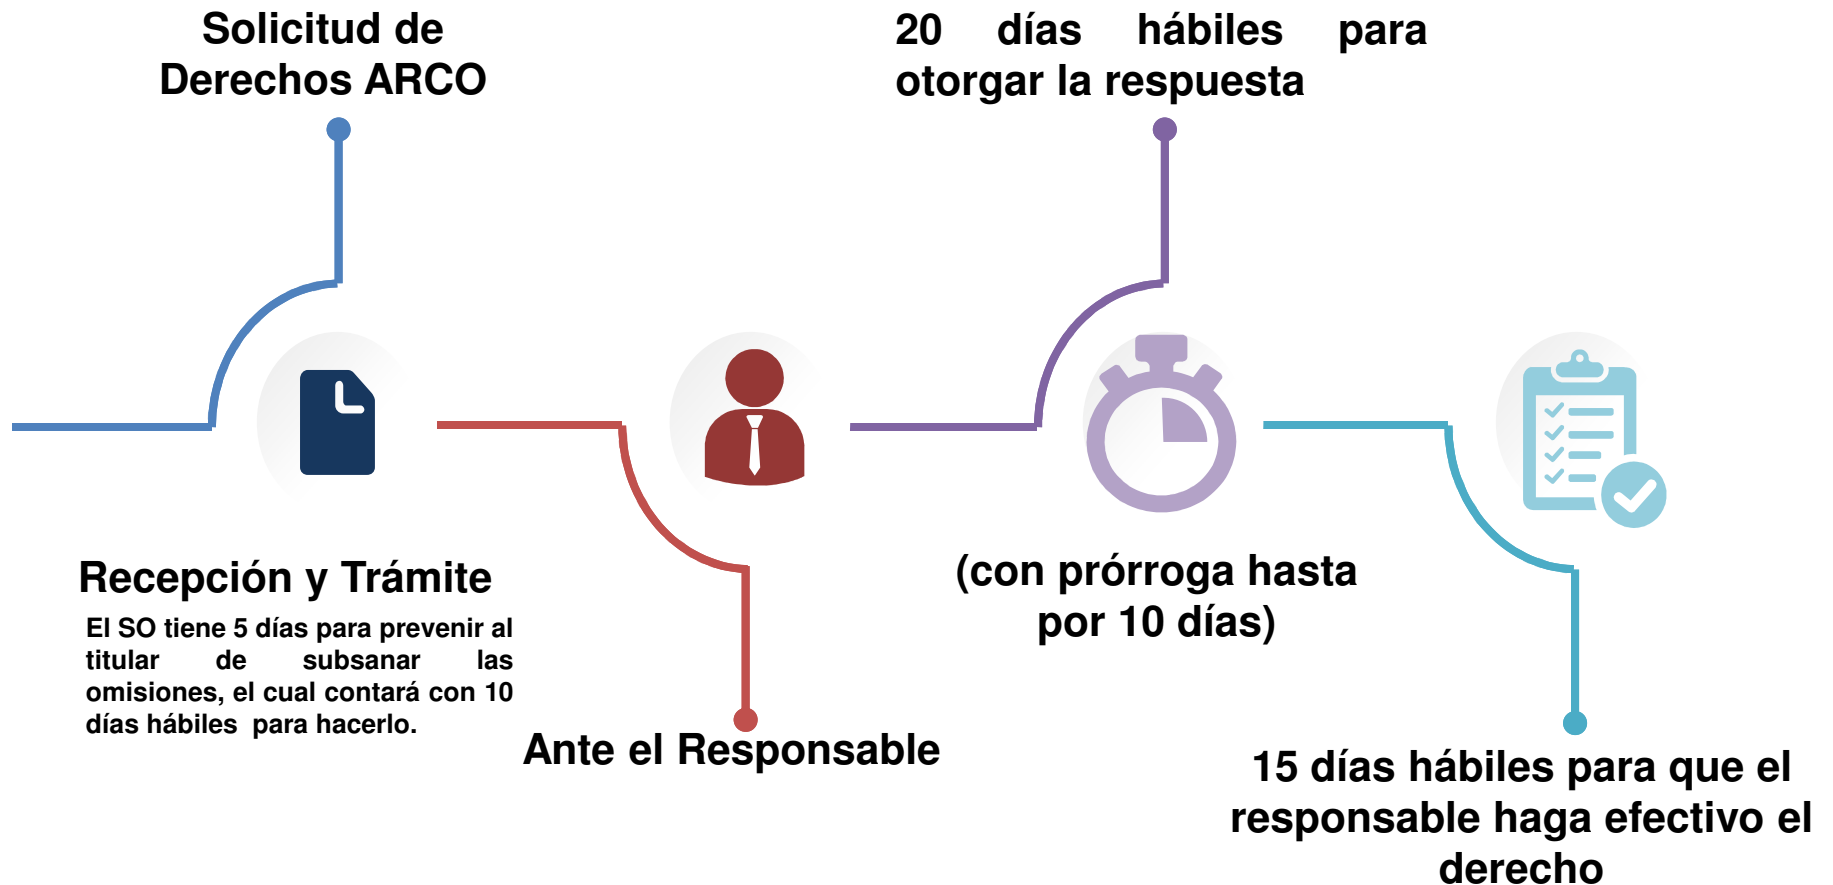 Solicitud de
Derechos ARCO
Recepción y Trámite
El SO tiene 5 días para prevenir al
titular de subsanar las
omisiones, el cual contará con 10
días hábiles para hacerlo.
Ante el Responsable
20 días hábiles para
otorgar la respuesta
(con prórroga hasta
por 10 días)
15 días hábiles para que el
responsable haga efectivo el
derecho